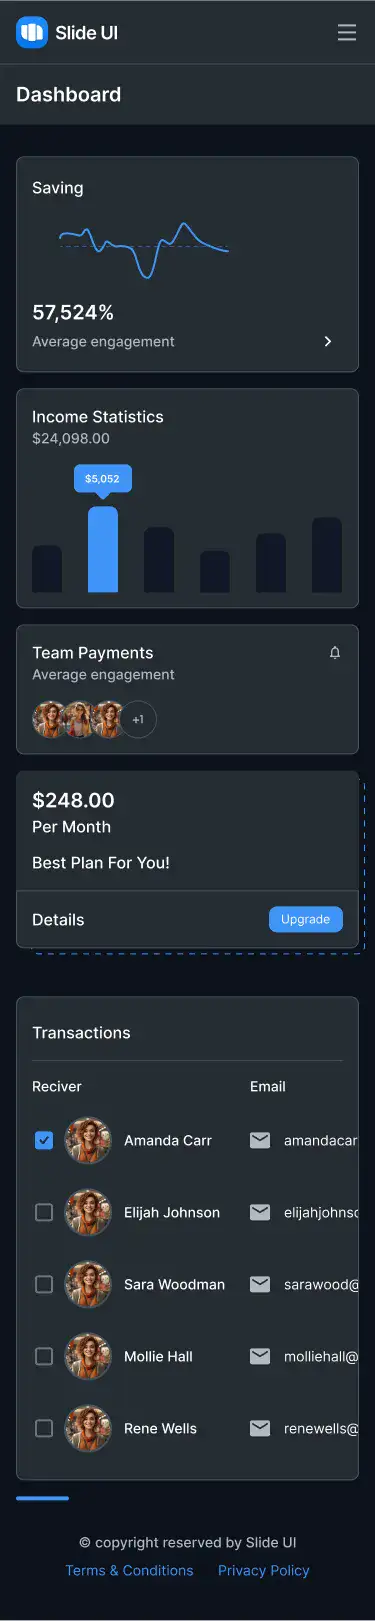 Slide UI
Dashboard
Saving
57,524%
Average engagement
Income Statistics
$24,098.00
$5,052
Team Payments
Average engagement
+1
$248.00
Per Month
Best Plan For You!
Details
Upgrade
Transactions
Reciver Email
Amanda Carr amandacar
Elijah Johnson elijahjohnso
Sara Woodman sarawood@
Mollie Hall molliehall@
Rene Wells renewells@
© copyright reserved by Slide UI
Terms & Conditions Privacy Policy